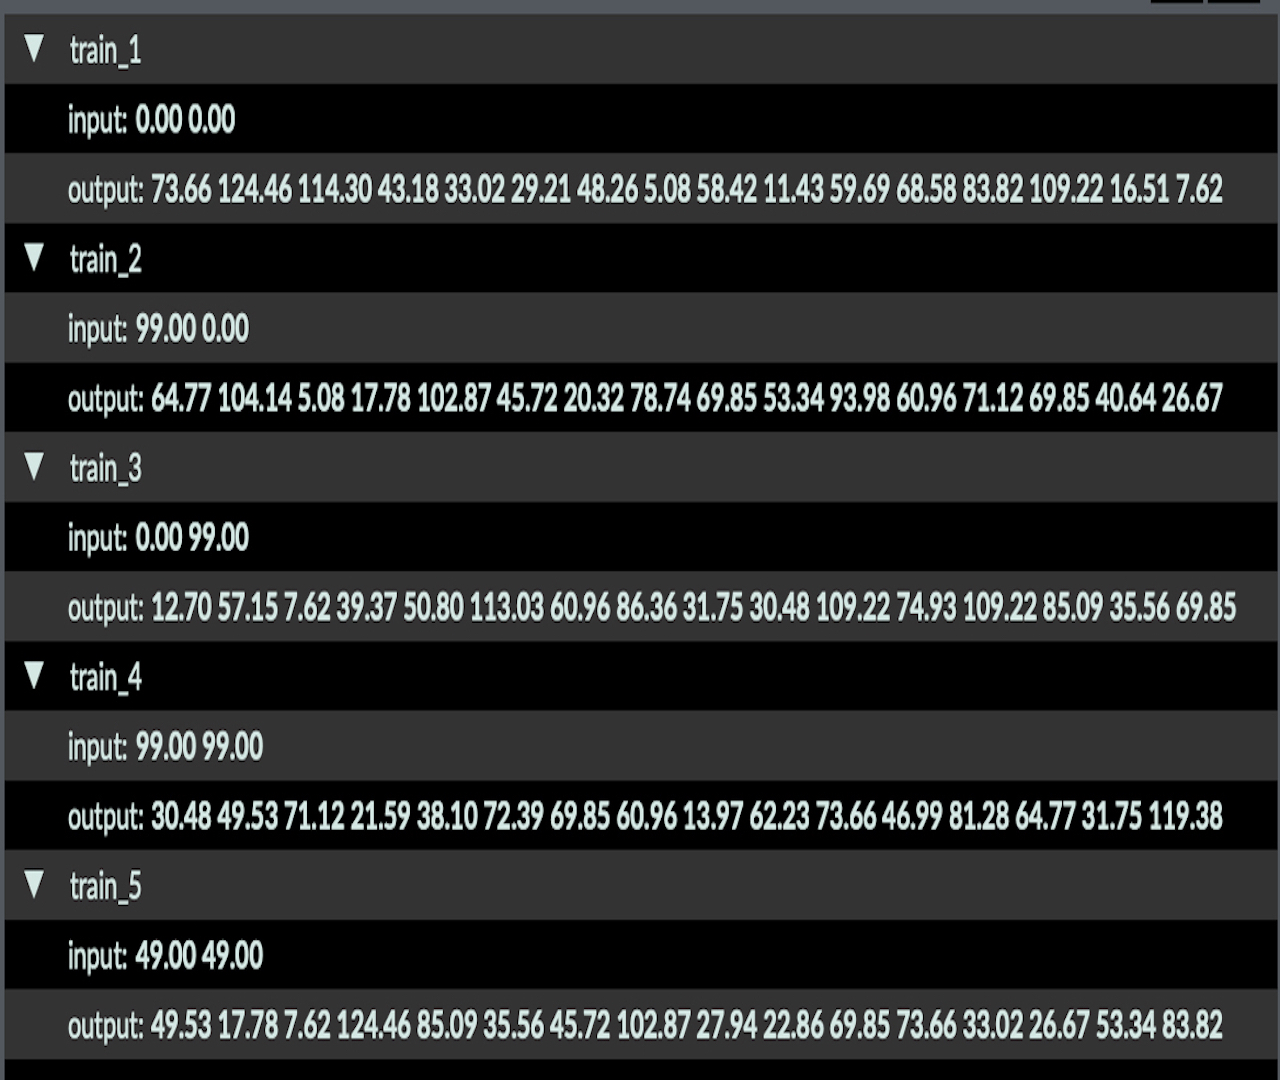 ▼ train_1
input: 0.00 0.00
output: 73.66 124.46 114.30 43.18 33.02 29.21 48.26 5.08 58.42 11.43 59.69 68.58 83.82 109.22 16.51 7.62
▼ train_2
input: 99.00 0.00
output: 64.77 104.14 5.08 17.78 102.87 45.72 20.32 78.74 69.85 53.34 93.98 60.96 71.12 69.85 40.64 26.67
▼ train_3
input: 0.00 99.00
output: 12.70 57.15 7.62 39.37 50.80 113.03 60.96 86.36 31.75 30.48 109.22 74.93 109.22 85.09 35.56 69.85
▼ train_4
input: 99.00 99.00
output: 30.48 49.53 71.12 21.59 38.10 72.39 69.85 60.96 13.97 62.23 73.66 46.99 81.28 64.77 31.75 119.38
▼ train_5
input: 49.00 49.00
output: 49.53 17.78 7.62 124.46 85.09 35.56 45.72 102.87 27.94 22.86 69.85 73.66 33.02 26.67 53.34 83.82